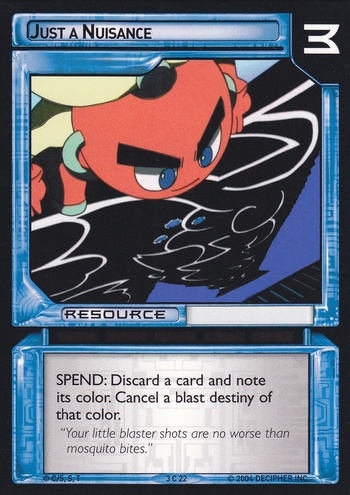 JUST A NUISANCE
3
RESOURCE
SPEND: Discard a card and note
its color. Cancel a blast destiny of
that color.
"Your little blaster shots are no worse than
mosquito bites."
© C/S, S, T 3 C 22 © 2004 DECIPHER INC